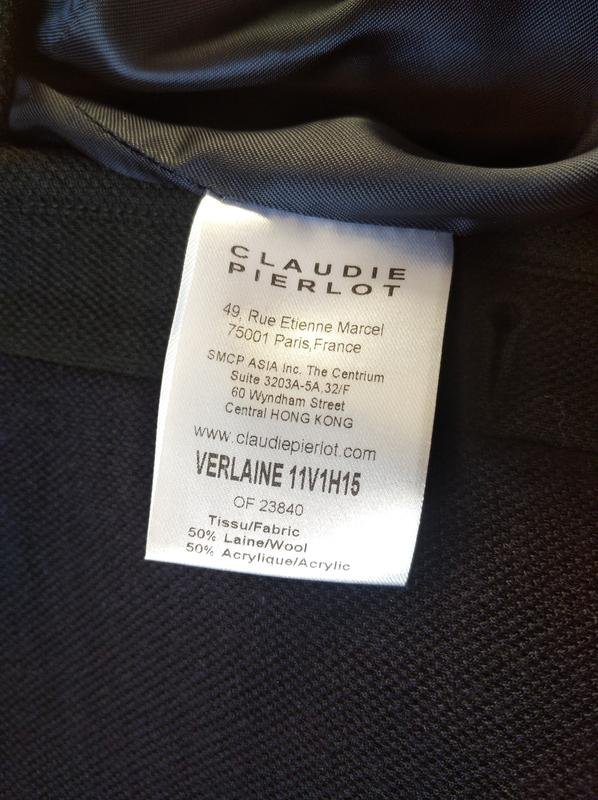 CLAUDIE
PIERLOT
49, Rue Etienne Marcel
75001 Paris,France
SMCP ASIA Inc. The Centrium
Suite 3203A-5A,32/F
60 Wyndham Street
Central HONG KONG
www.claudiepierlot.com
VERLAINE 11V1H15
OF 23840
Tissu/Fabric
50% Laine/Wool
50% Acrylique/Acrylic